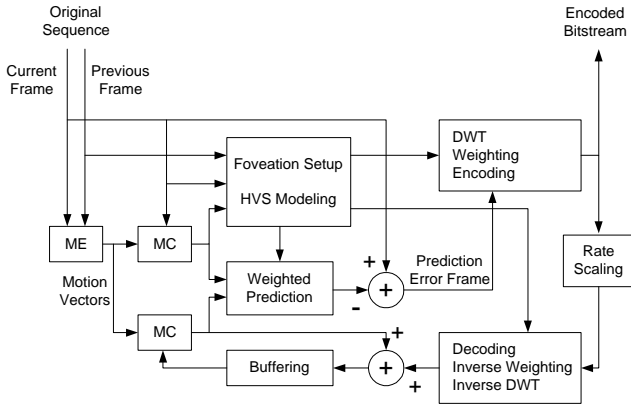 Original
Sequence
Encoded
Bitstream
Current
Frame
Previous
Frame
Foveation Setup
HVS Modeling
DWT
Weighting
Encoding
ME
MC
Motion
Vectors
Weighted
Prediction
+
-
+
Prediction
Error Frame
Rate
Scaling
MC
Buffering
+
+
+
Decoding
Inverse Weighting
Inverse DWT